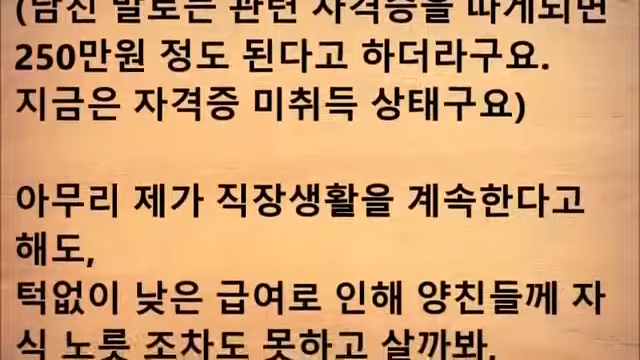 (남친 말로는 관련 자격증을 따게되면
250만원 정도 된다고 하더라구요.
지금은 자격증 미취득 상태구요)
아무리 제가 직장생활을 계속한다고
해도,
턱없이 낮은 급여로 인해 양친들께 자
식 노릇 조차도 못하고 살까봐,